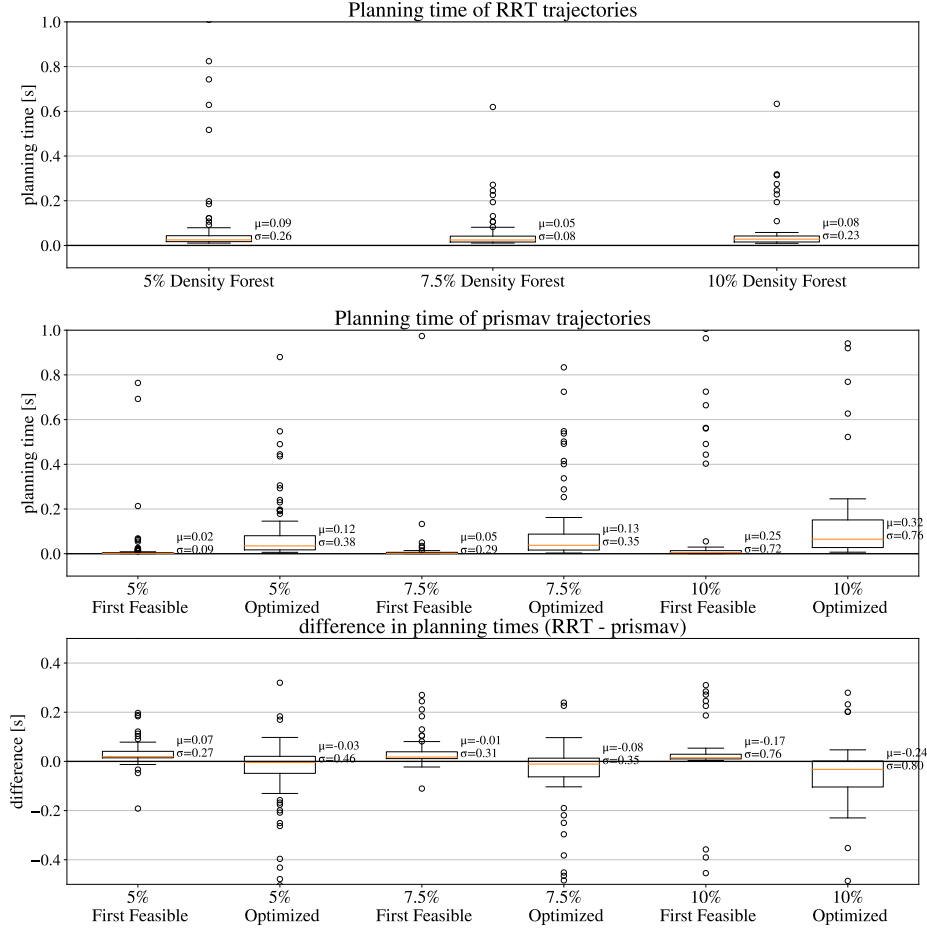 Planning time of RRT trajectories
planning time [s]
1.0
0.8
0.6
0.4
0.2
0.0
μ=0.09
σ=0.26
μ=0.05
σ=0.08
μ=0.08
σ=0.23
5% Density Forest
7.5% Density Forest
10% Density Forest
Planning time of prismav trajectories
planning time [s]
1.0
0.8
0.6
0.4
0.2
0.0
μ=0.02
σ=0.09
μ=0.12
σ=0.38
μ=0.05
σ=0.29
μ=0.13
σ=0.35
μ=0.25
σ=0.72
μ=0.32
σ=0.76
5%
First Feasible
5%
Optimized
7.5%
First Feasible
7.5%
Optimized
10%
First Feasible
10%
Optimized
difference in planning times (RRT - prismav)
difference [s]
0.4
0.2
0.0
−0.2
−0.4
μ=0.07
σ=0.27
μ=-0.03
σ=0.46
μ=-0.01
σ=0.31
μ=-0.08
σ=0.35
μ=-0.17
σ=0.76
μ=-0.24
σ=0.80
5%
First Feasible
5%
Optimized
7.5%
First Feasible
7.5%
Optimized
10%
First Feasible
10%
Optimized